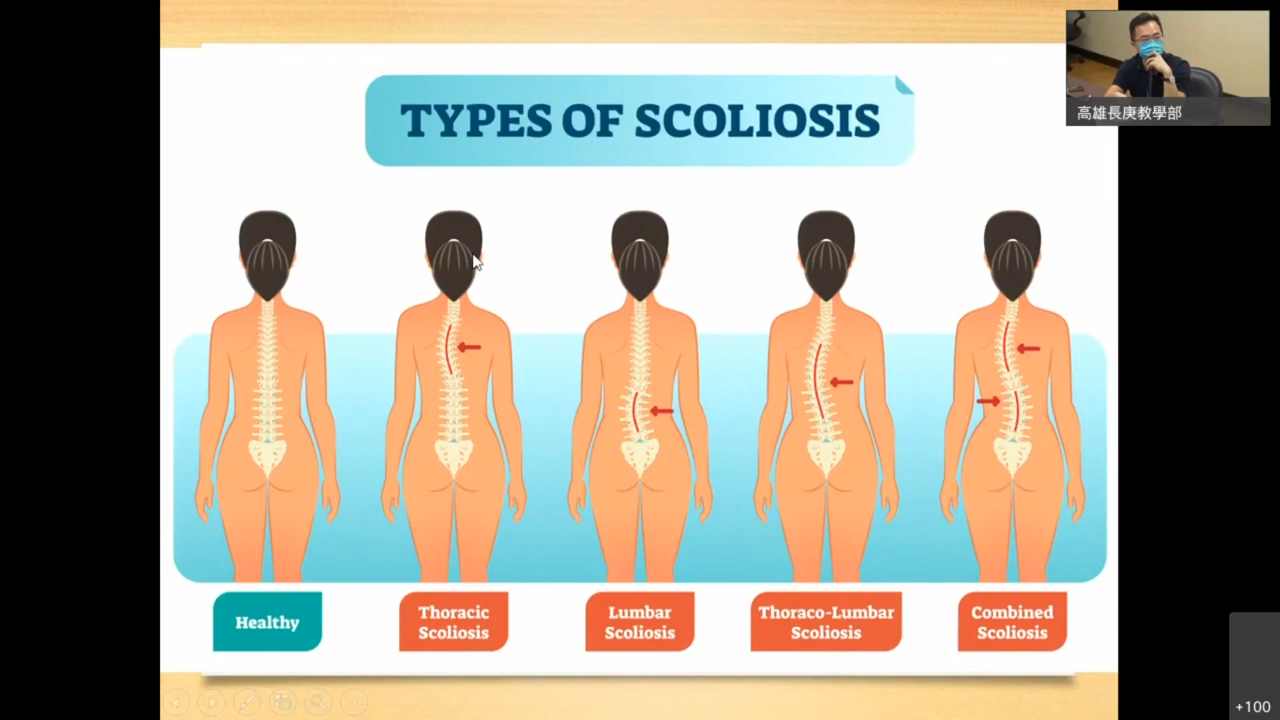 TYPES OF SCOLIOSIS
高雄長庚教學部
Healthy
Thoracic
Scoliosis
Lumbar
Scoliosis
Thoraco-Lumbar
Scoliosis
Combined
Scoliosis
+100